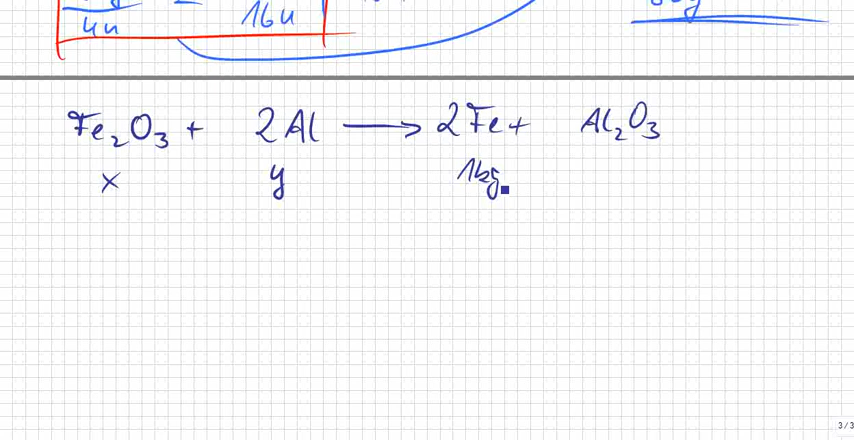 4u = 16u
Fe₂O₃ + 2Al ⟶ 2Fe + Al₂O₃
x y 1kg
3 / 3